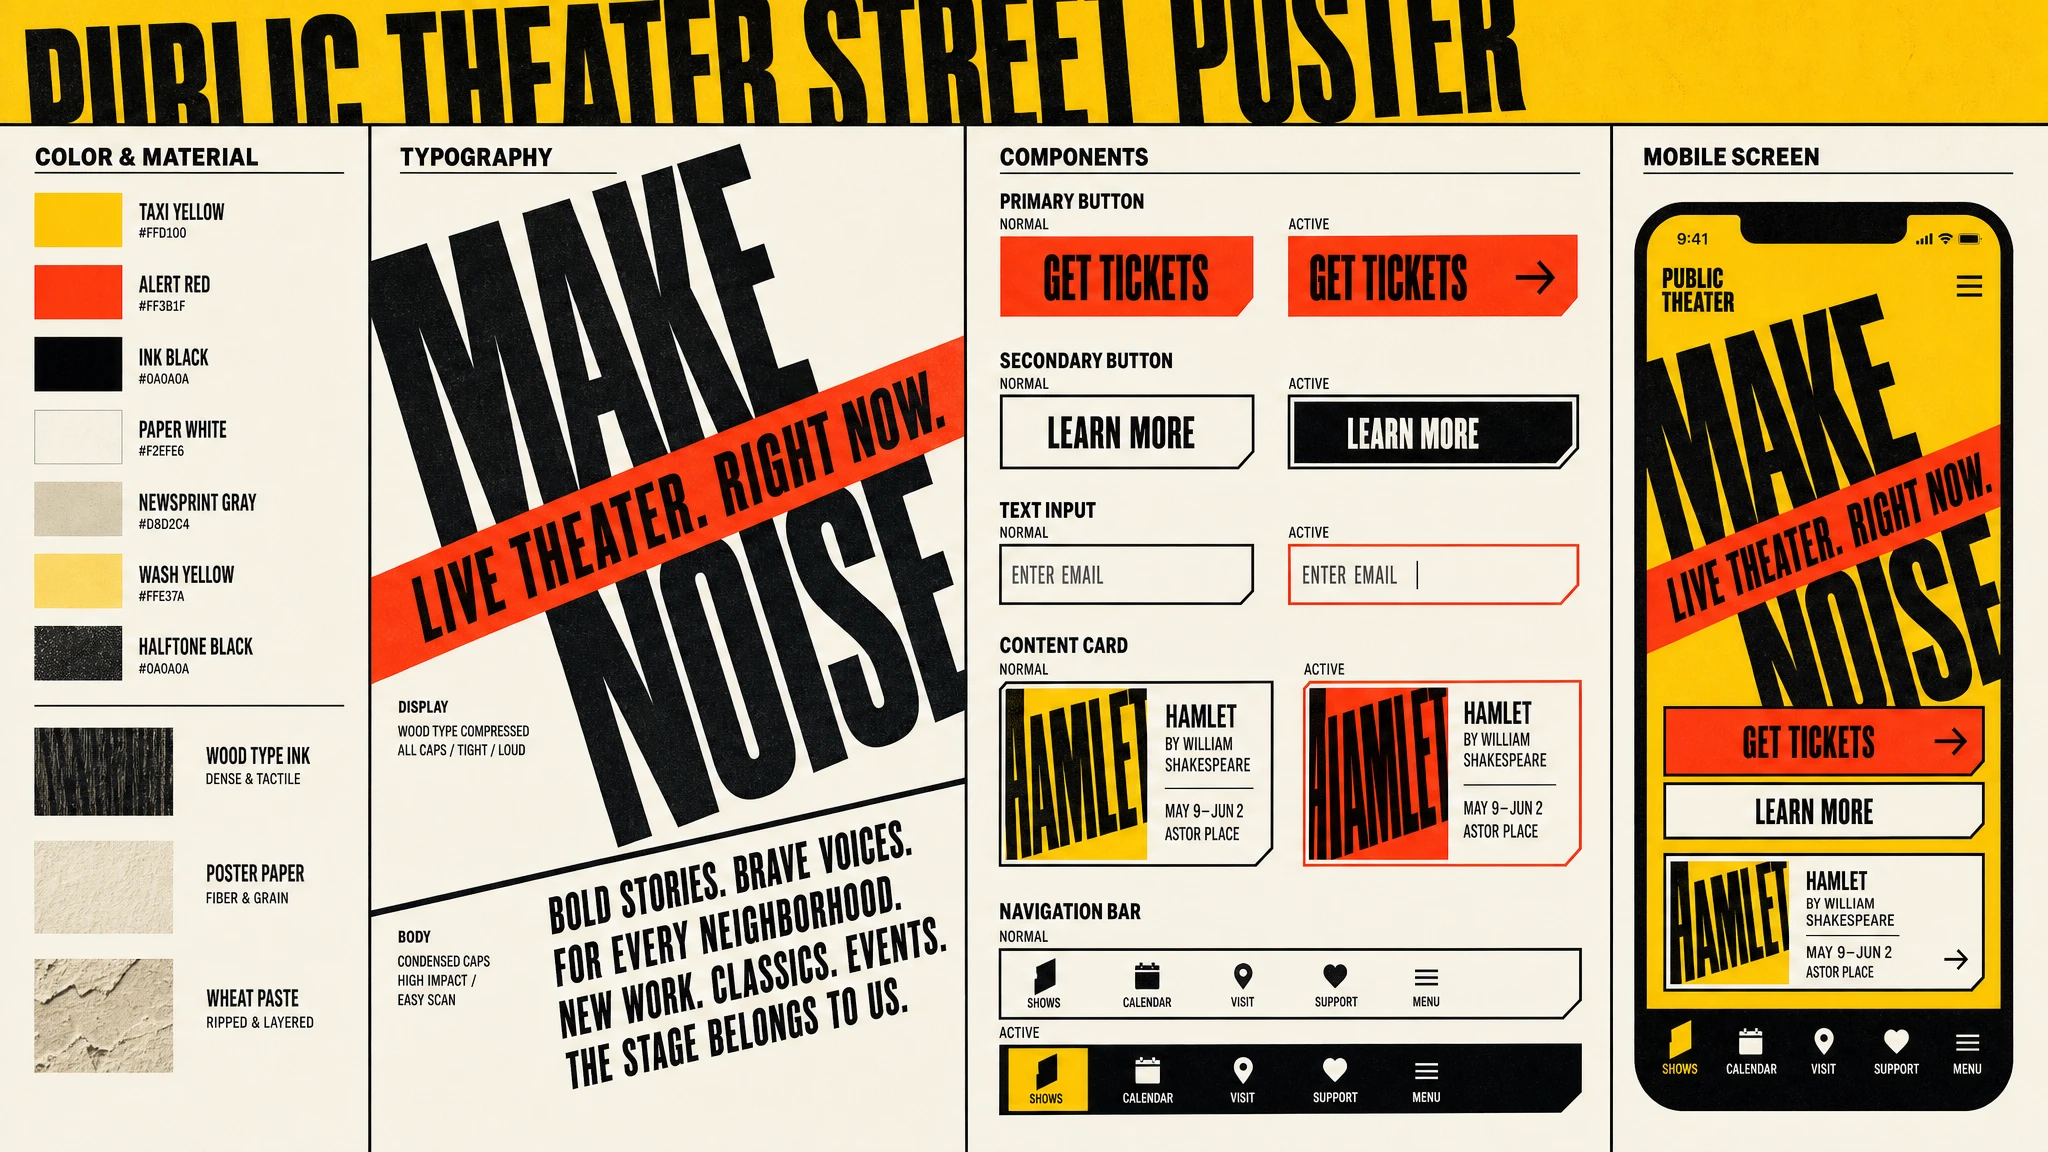 PUBLIC THEATER STREET POSTER
COLOR & MATERIAL
TAXI YELLOW
#FFD100
ALERT RED
#FF3B1F
INK BLACK
#0A0A0A
PAPER WHITE
#F2EFE6
NEWSPRINT GRAY
#D8D2C4
WASH YELLOW
#FFE37A
HALFTONE BLACK
#0A0A0A
WOOD TYPE INK
DENSE & TACTILE
POSTER PAPER
FIBER & GRAIN
WHEAT PASTE
RIPPED & LAYERED
TYPOGRAPHY
MAKE
LIVE THEATER. RIGHT NOW.
NOISE
DISPLAY
WOOD TYPE COMPRESSED
ALL CAPS / TIGHT / LOUD
BODY
CONDENSED CAPS
HIGH IMPACT /
EASY SCAN
BOLD STORIES. BRAVE VOICES.
FOR EVERY NEIGHBORHOOD.
NEW WORK. CLASSICS. EVENTS.
THE STAGE BELONGS TO US.
COMPONENTS
PRIMARY BUTTON
NORMAL
GET TICKETS
ACTIVE
GET TICKETS
SECONDARY BUTTON
NORMAL
LEARN MORE
ACTIVE
LEARN MORE
TEXT INPUT
NORMAL
ENTER EMAIL
ACTIVE
ENTER EMAIL
CONTENT CARD
NORMAL
HAMLET
HAMLET
BY WILLIAM
SHAKESPEARE
MAY 9–JUN 2
ASTOR PLACE
ACTIVE
HAMLET
HAMLET
BY WILLIAM
SHAKESPEARE
MAY 9–JUN 2
ASTOR PLACE
NAVIGATION BAR
NORMAL
SHOWS CALENDAR VISIT SUPPORT MENU
ACTIVE
SHOWS CALENDAR VISIT SUPPORT MENU
MOBILE SCREEN
9:41
PUBLIC
THEATER
MAKE
LIVE THEATER. RIGHT NOW.
NOISE
GET TICKETS
LEARN MORE
HAMLET
HAMLET
BY WILLIAM
SHAKESPEARE
MAY 9–JUN 2
ASTOR PLACE
SHOWS CALENDAR VISIT SUPPORT MENU